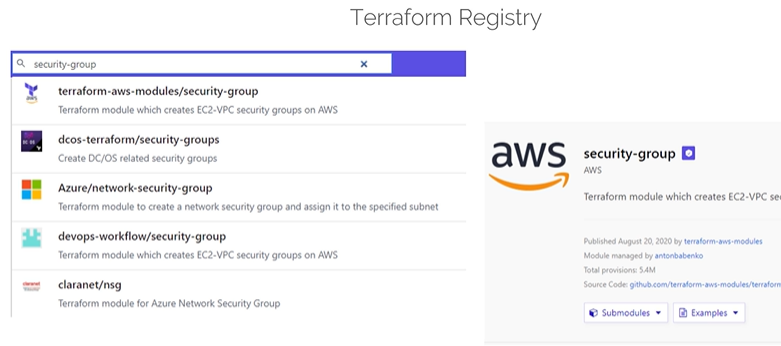 Terraform Registry
security-group
terraform-aws-modules/security-group
aws
Terraform module which creates EC2-VPC security groups on AWS
dcos-terraform/security-groups
Create DC/OS related security groups
Azure/network-security-group
Terraform module to create a network security group and assign it to the specified subnet
devops-workflow/security-group
Terraform module which creates EC2-VPC security groups on AWS
claranet
claranet/nsg
Terraform module for Azure Network Security Group
aws
security-group
AWS
Terraform module which creates EC2-VPC sec
Published August 20, 2020 by terraform-aws-modules
Module managed by antonbabenko
Total provisions: 5.4M
Source Code: github.com/terraform-aws-modules/terraform
Submodules
Examples